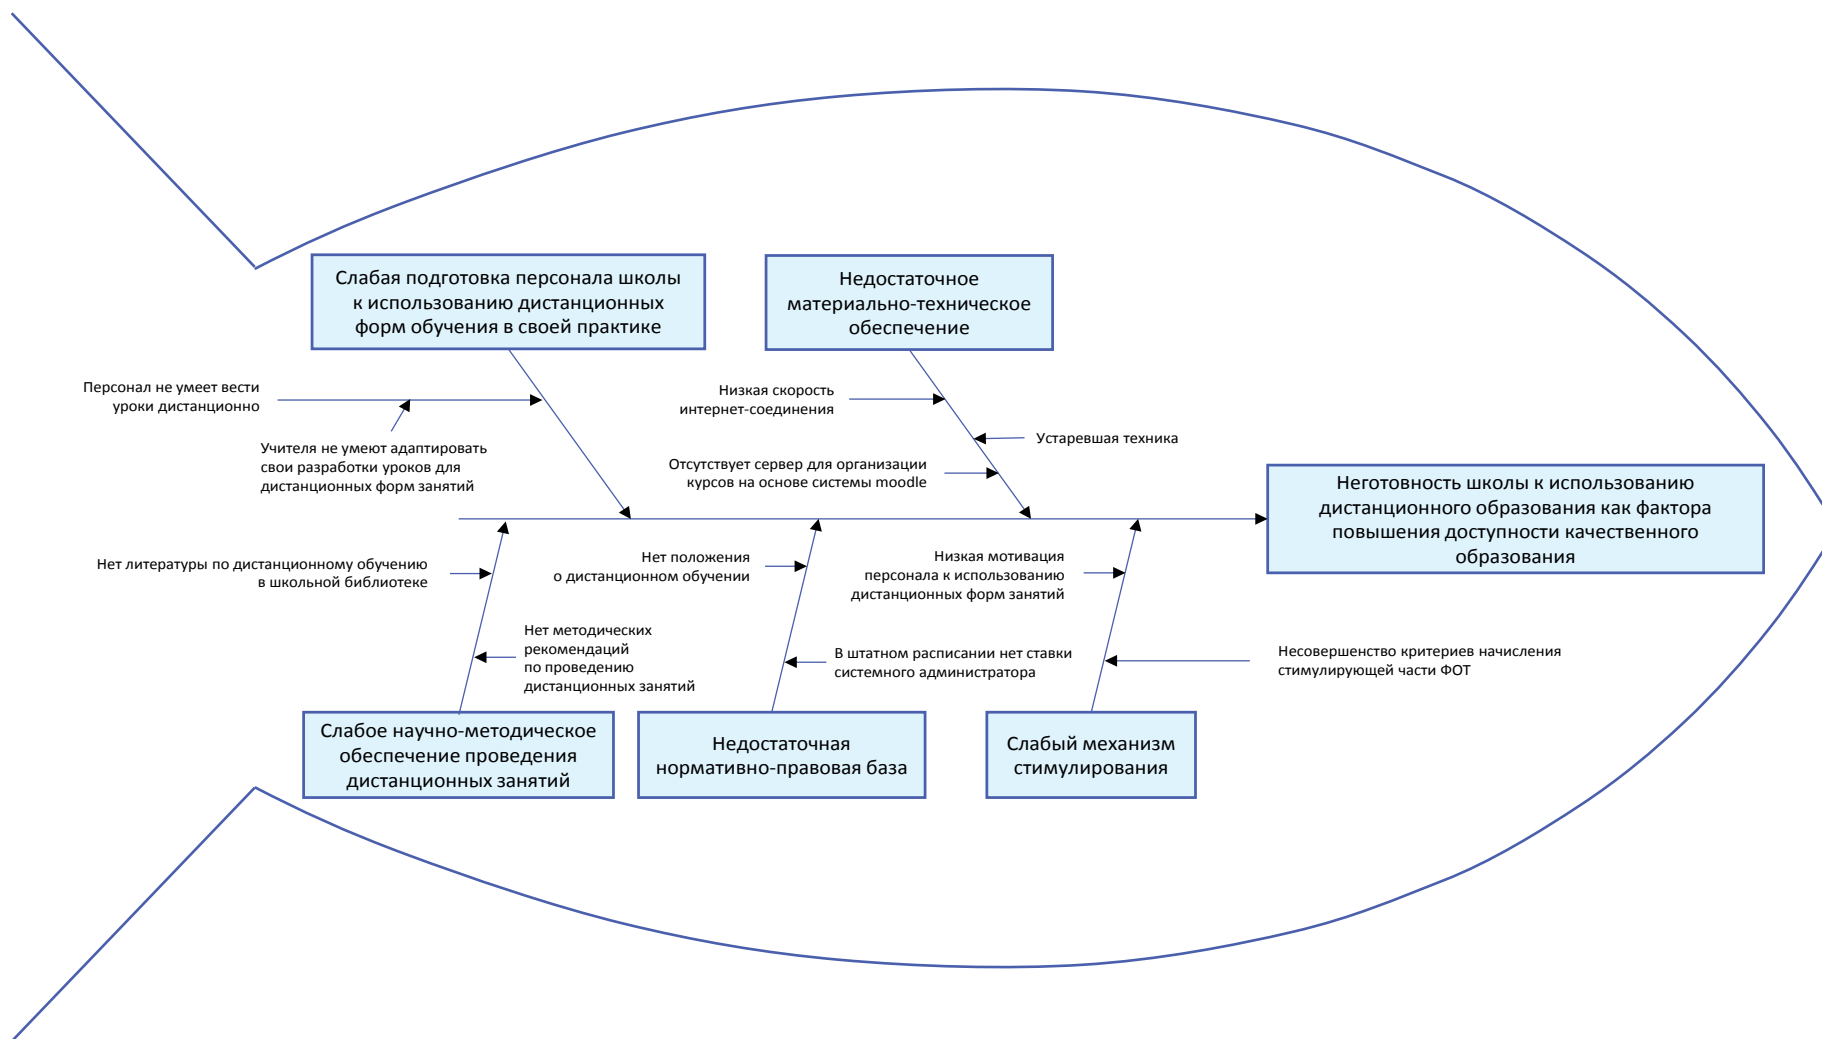 Слабая подготовка персонала школы
к использованию дистанционных
форм обучения в своей практике
Недостаточное
материально-техническое
обеспечение
Персонал не умеет вести
уроки дистанционно
Учителя не умеют адаптировать
свои разработки уроков для
дистанционных форм занятий
Низкая скорость
интернет-соединения
Устаревшая техника
Отсутствует сервер для организации
курсов на основе системы moodle
Неготовность школы к использованию
дистанционного образования как фактора
повышения доступности качественного
образования
Нет литературы по дистанционному обучению
в школьной библиотеке
Нет методических
рекомендаций
по проведению
дистанционных занятий
Нет положения
о дистанционном обучении
В штатном расписании нет ставки
системного администратора
Низкая мотивация
персонала к использованию
дистанционных форм занятий
Несовершенство критериев начисления
стимулирующей части ФОТ
Слабое научно-методическое
обеспечение проведения
дистанционных занятий
Недостаточная
нормативно-правовая база
Слабый механизм
стимулирования